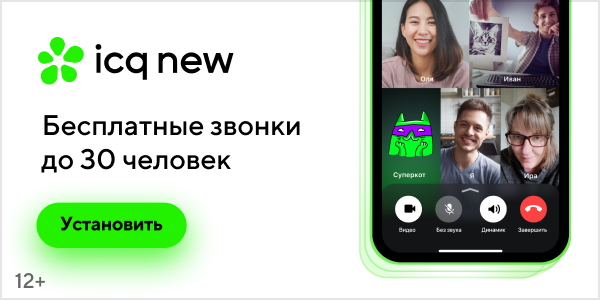 icq new
Бесплатные звонки
до 30 человек
Установить
12+
Оля
Иван
Суперкот
Я
Ира
Видео
Без звука
Динамик
Завершить